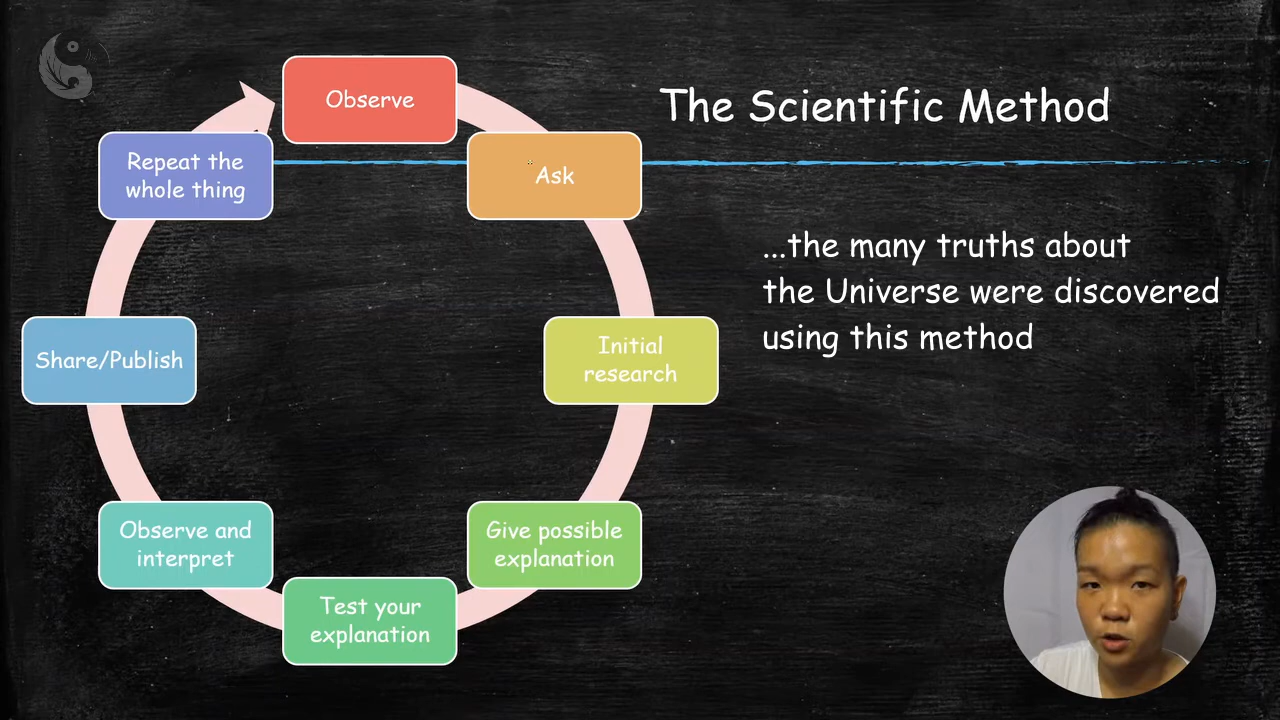 The Scientific Method
Observe
Ask
Initial
research
Give possible
explanation
Test your
explanation
Observe and
interpret
Share/Publish
Repeat the
whole thing
...the many truths about
the Universe were discovered
using this method